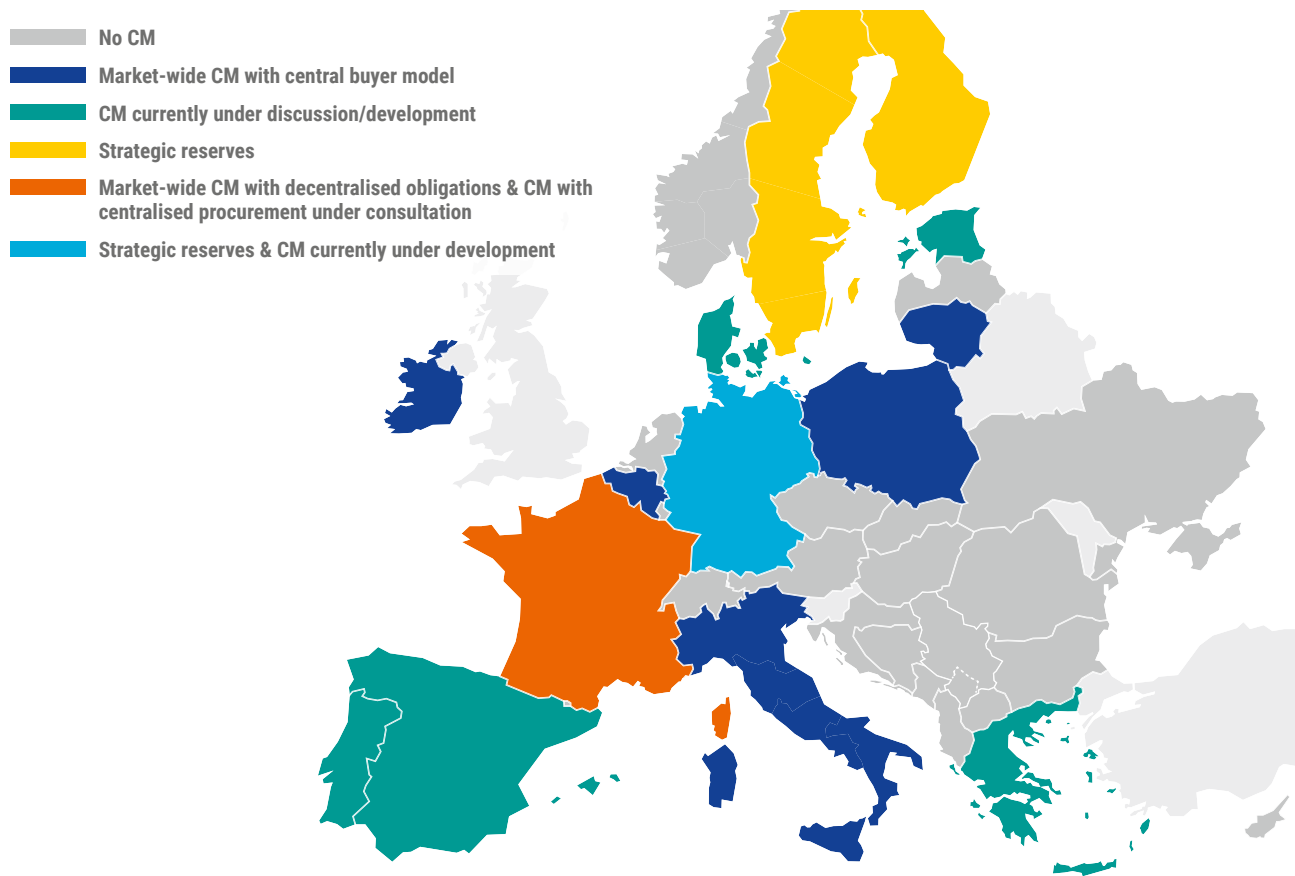 No CM
Market-wide CM with central buyer model
CM currently under discussion/development
Strategic reserves
Market-wide CM with decentralised obligations & CM with
centralised procurement under consultation
Strategic reserves & CM currently under development